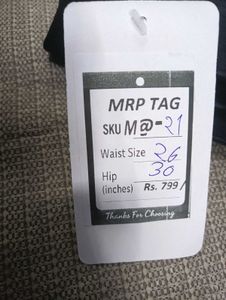 MRP TAG
SKU M@-21
Waist Size 26
Hip 30
(inches) Rs. 799/
Thanks For Choosing